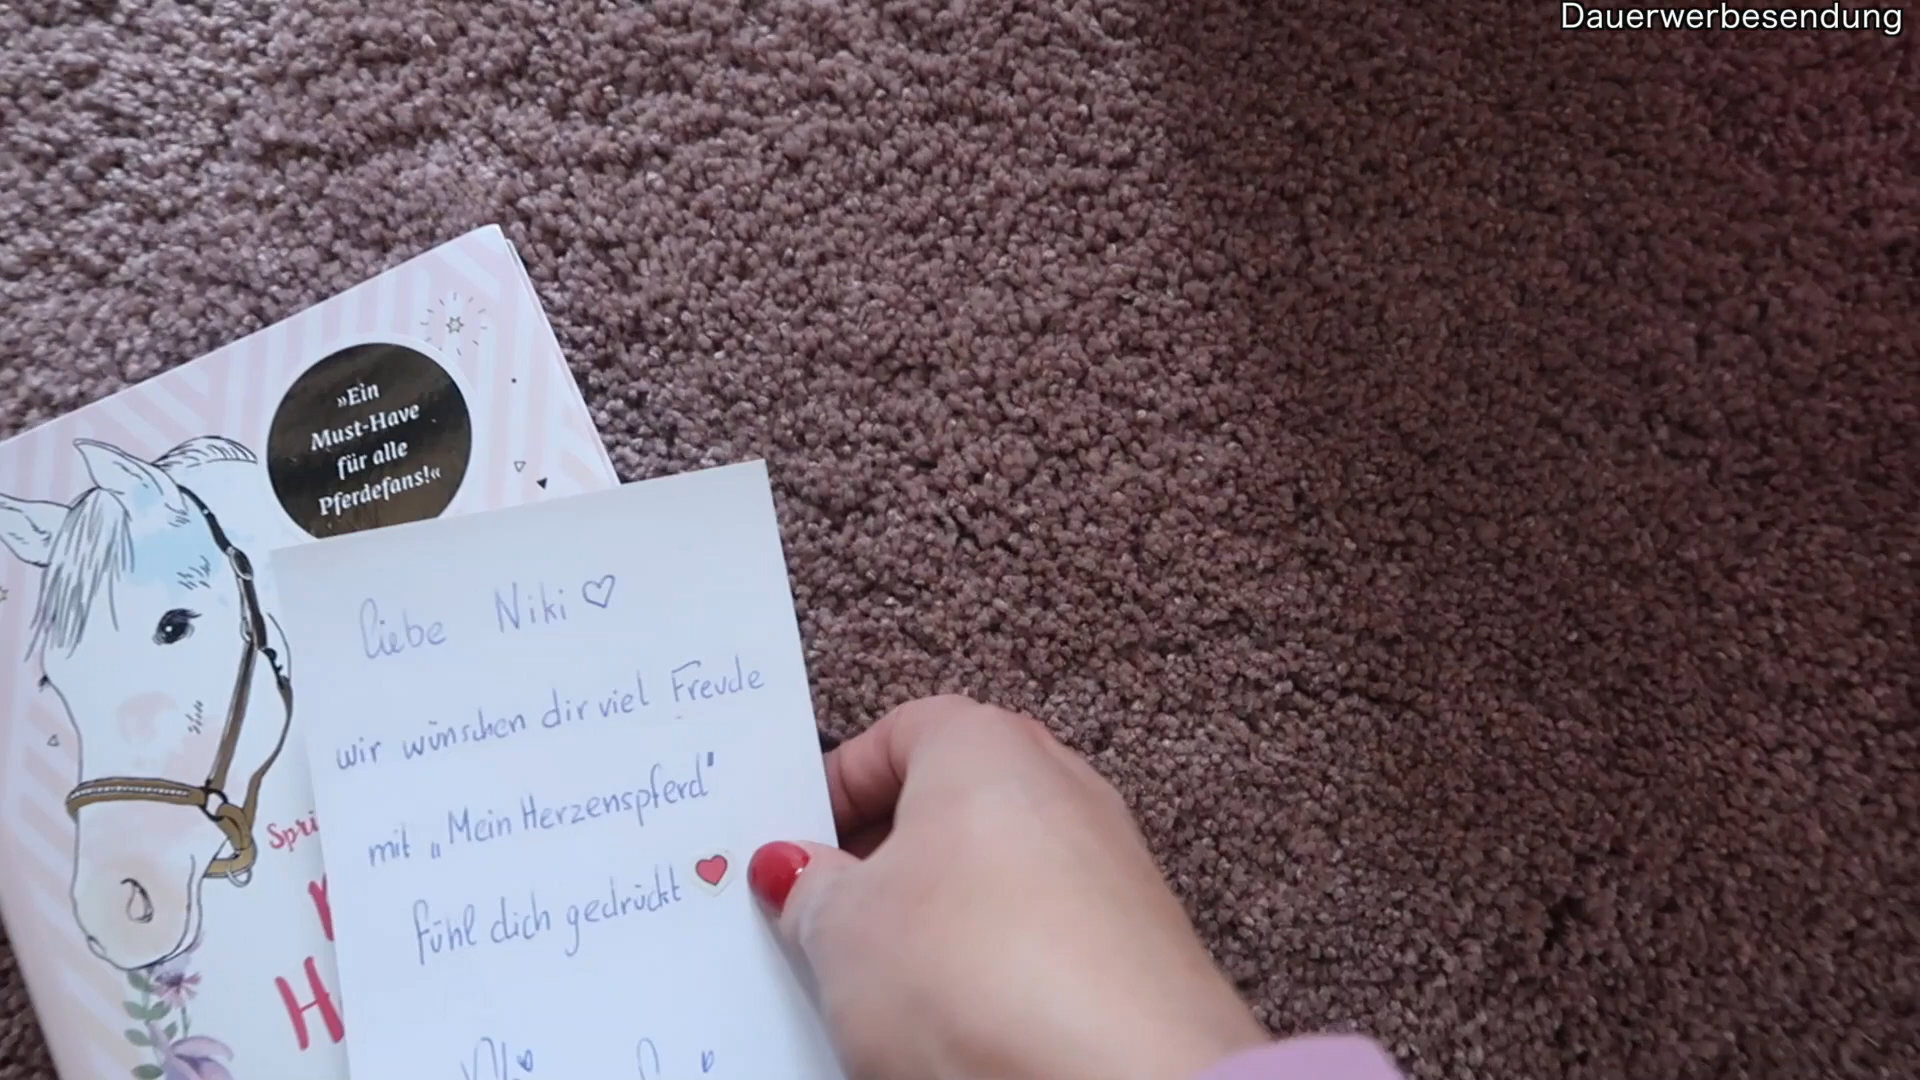 Dauerwerbesendung
»Ein
Must-Have
für alle
Pferdefans!«
liebe Niki ♡
wir wünschen dir viel Freude
mit „Mein Herzenspferd"
fühl dich gedrückt